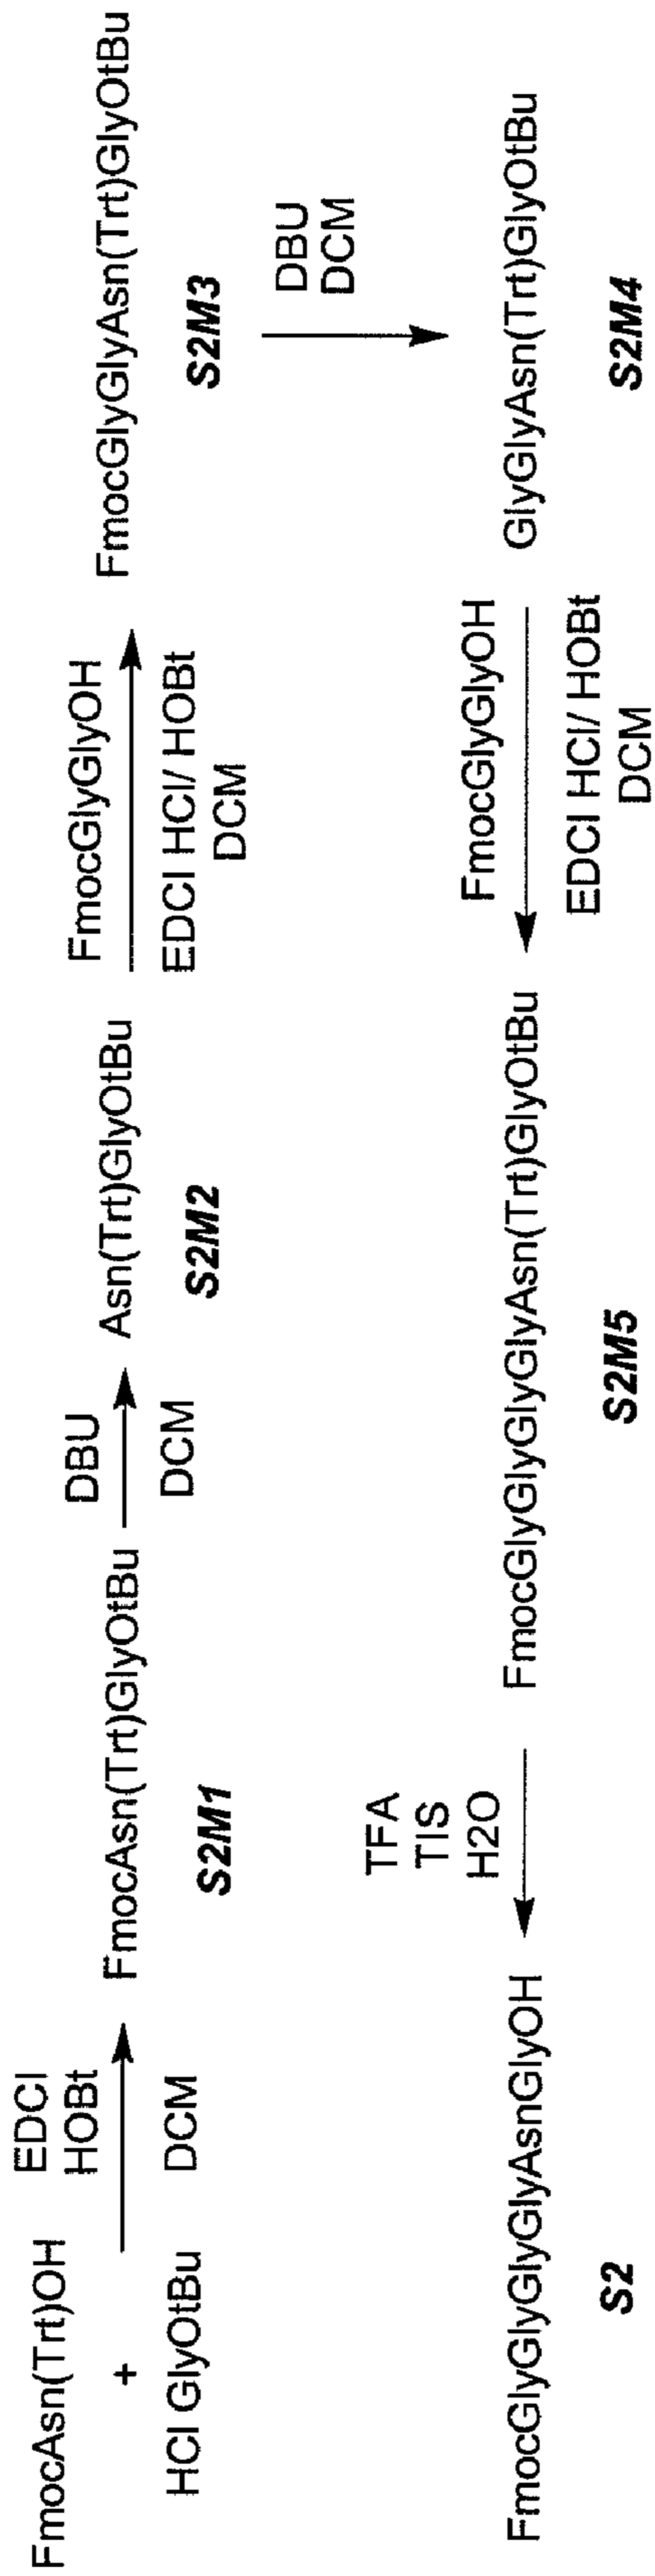 FmocAsn(Trt)OH
+
HCl GlyOtBu
EDCI
HOBt
DCM
FmocAsn(Trt)GlyOtBu
S2M1
DBU
DCM
Asn(Trt)GlyOtBu
S2M2
FmocGlyGlyOH
EDCI HCl/ HOBt
DCM
FmocGlyGlyAsn(Trt)GlyOtBu
S2M3
DBU
DCM
GlyGlyAsn(Trt)GlyOtBu
S2M4
FmocGlyGlyOH
EDCI HCl/ HOBt
DCM
FmocGlyGlyGlyGlyAsn(Trt)GlyOtBu
S2M5
TFA
TIS
H2O
FmocGlyGlyGlyGlyAsnGlyOH
S2